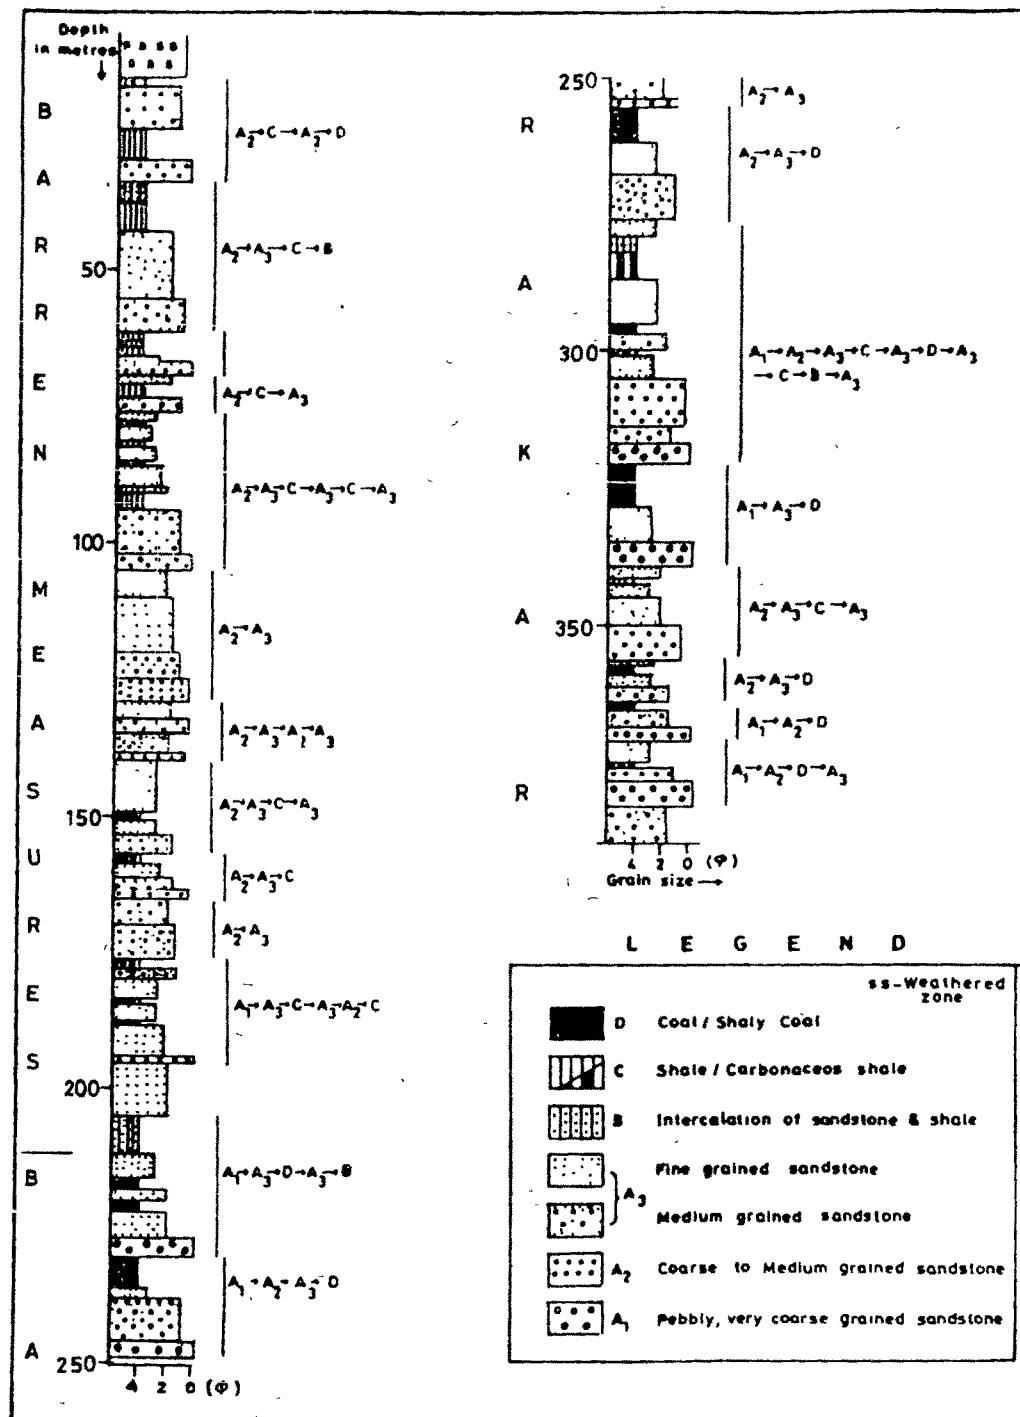 Depth
in metres
BARREN MEASURES
BARAKAR
A₂→C→A₂→D
A₂→A₃→C→B
50
A₂→C→A₃
A₂→A₃→C→A₃→C→A₃
100
A₂→A₃
A₂→A₃→A₂→A₃
A₂→A₃→C→A₃
150
A₂→A₃→C
A₂→A₃
A₁→A₃→C→A₃→A₂→C
200
A₁→A₃→D→A₃→B
A₁→A₂→A₃→D
250
4 2 0 (φ)
250
A₂→A₃
A₂→A₃→D
300
A₁→A₂→A₃→C→A₃→D→A₃
→C→B→A₃
A₁→A₃→D
A₂→A₃→C→A₃
350
A₂→A₃→D
A₁→A₂→D
A₁→A₂→D→A₃
4 2 0 (φ)
Grain size →
LEGEND
ss-Weathered
zone
D Coal / Shaly Coal
C Shale / Carbonaceos shale
B Intercalation of sandstone & shale
Fine grained sandstone
A₃
Medium grained sandstone
A₂ Coarse to Medium grained sandstone
A₁ Pebbly, very coarse grained sandstone